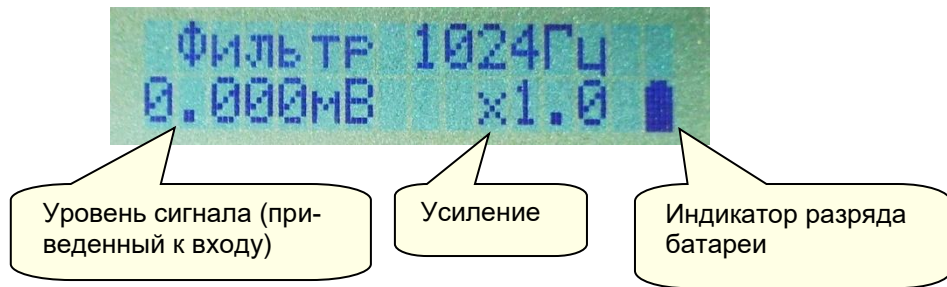 Фильтр 1024Гц
0.000мВ x1.0
Уровень сигнала (при-
веденный к входу)
Усиление
Индикатор разряда
батареи